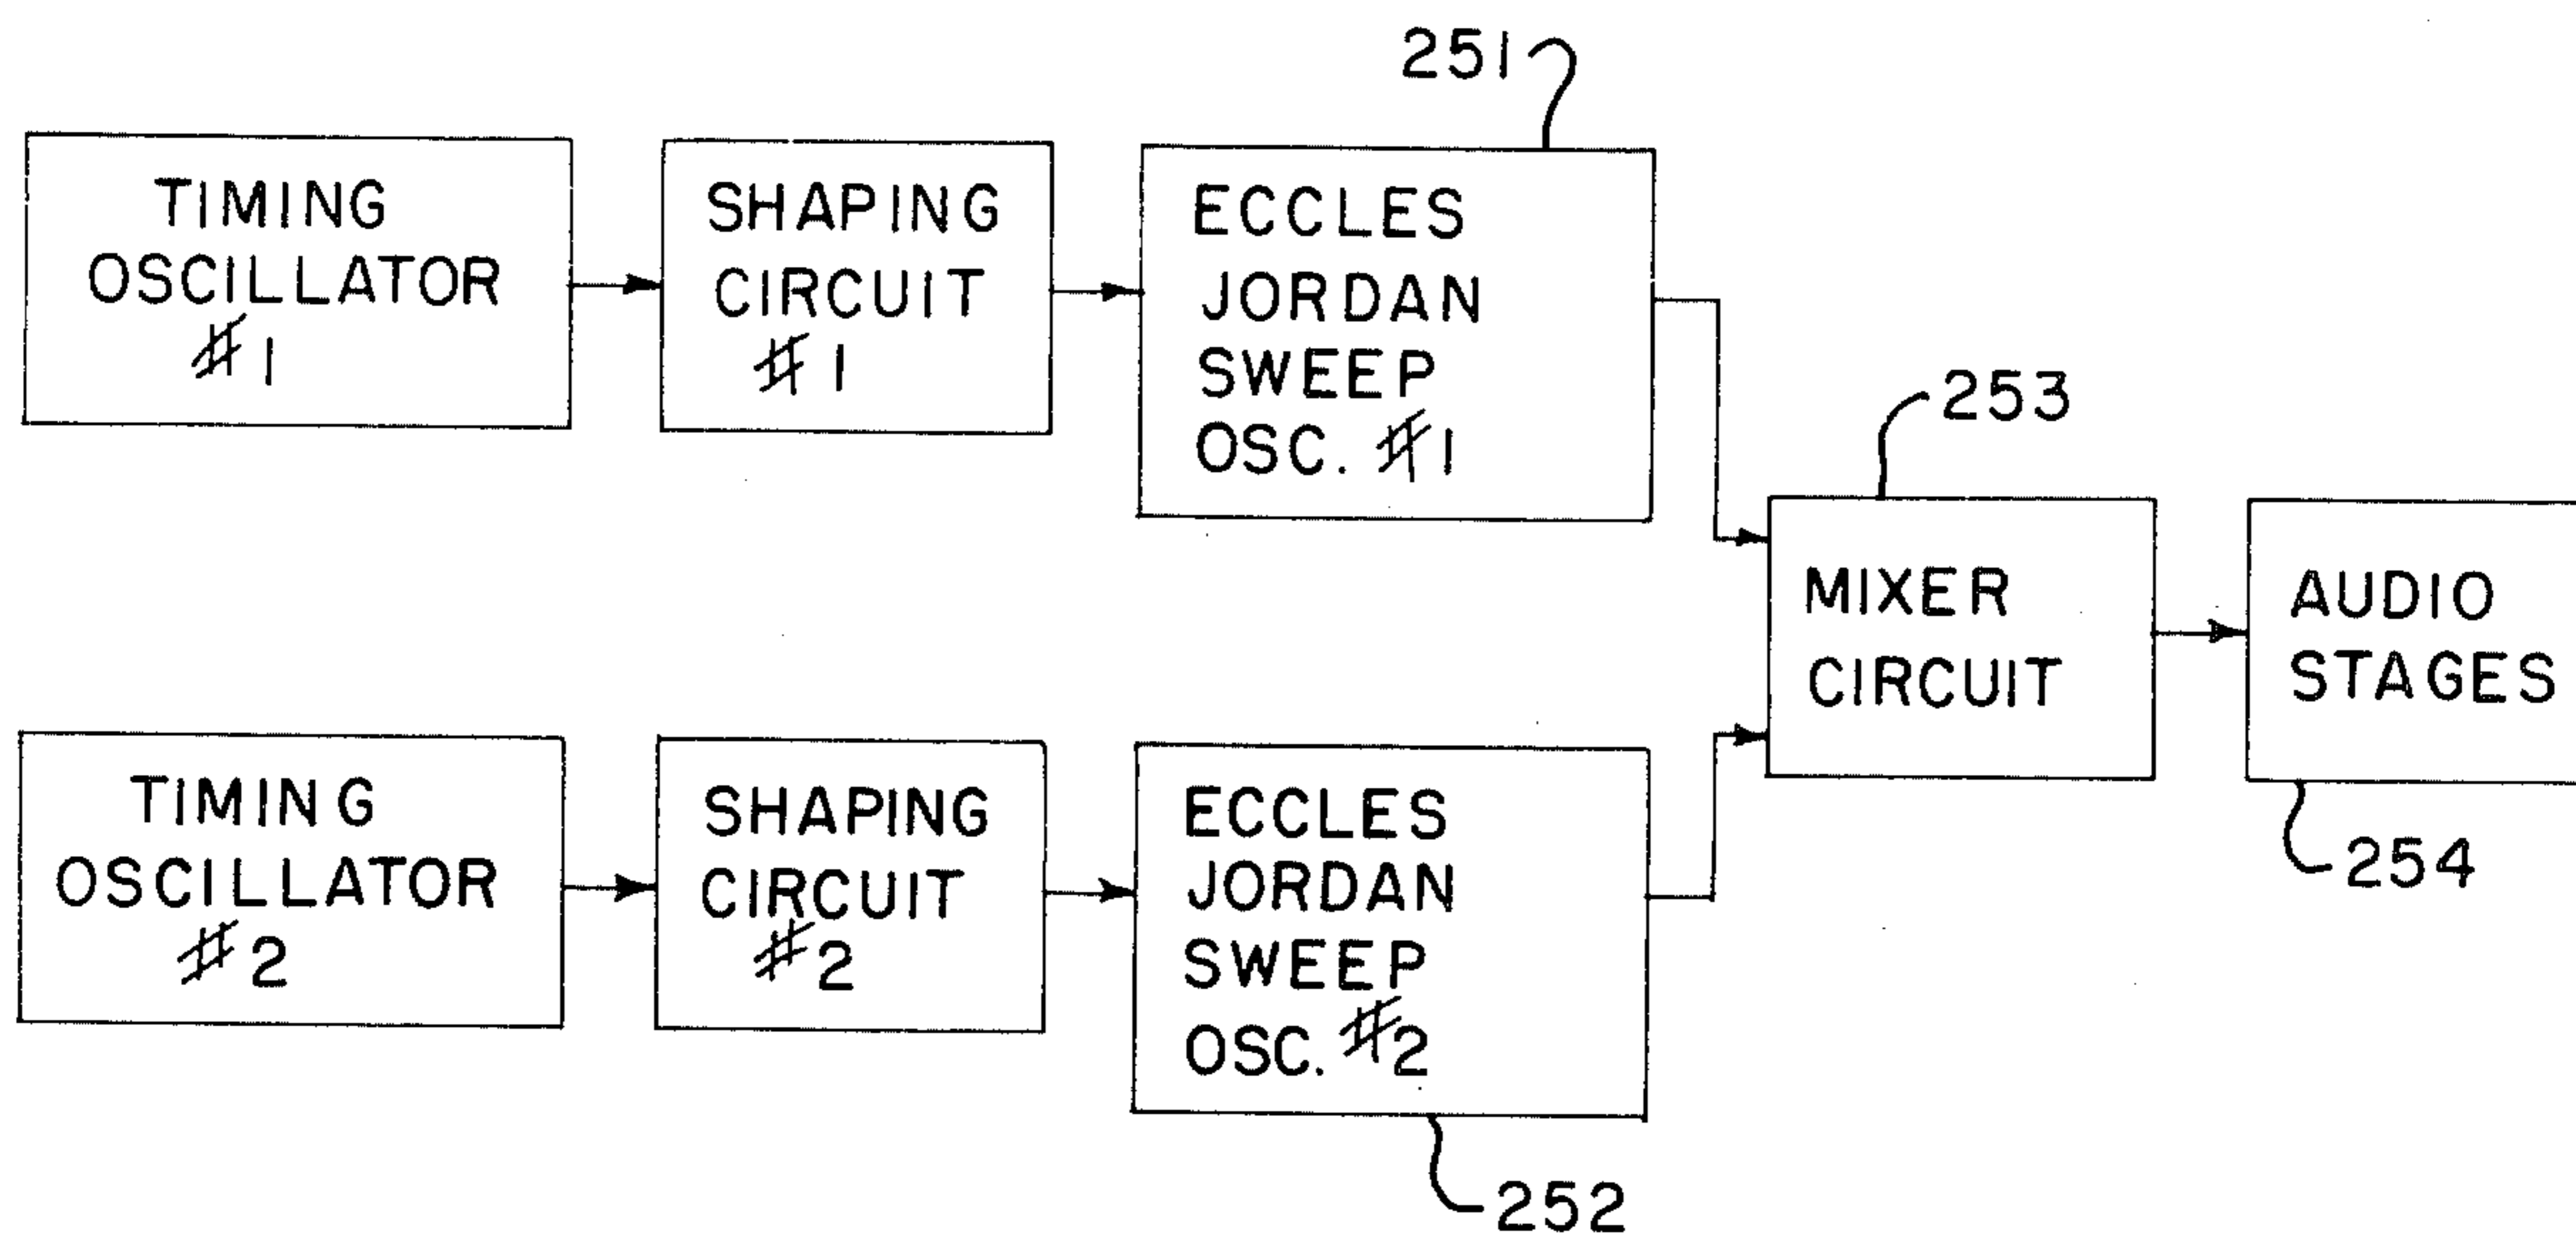 251
TIMING
OSCILLATOR
#1
SHAPING
CIRCUIT
#1
ECCLES
JORDAN
SWEEP
OSC. #1
253
MIXER
CIRCUIT
AUDIO
STAGES
254
TIMING
OSCILLATOR
#2
SHAPING
CIRCUIT
#2
ECCLES
JORDAN
SWEEP
OSC. #2
252